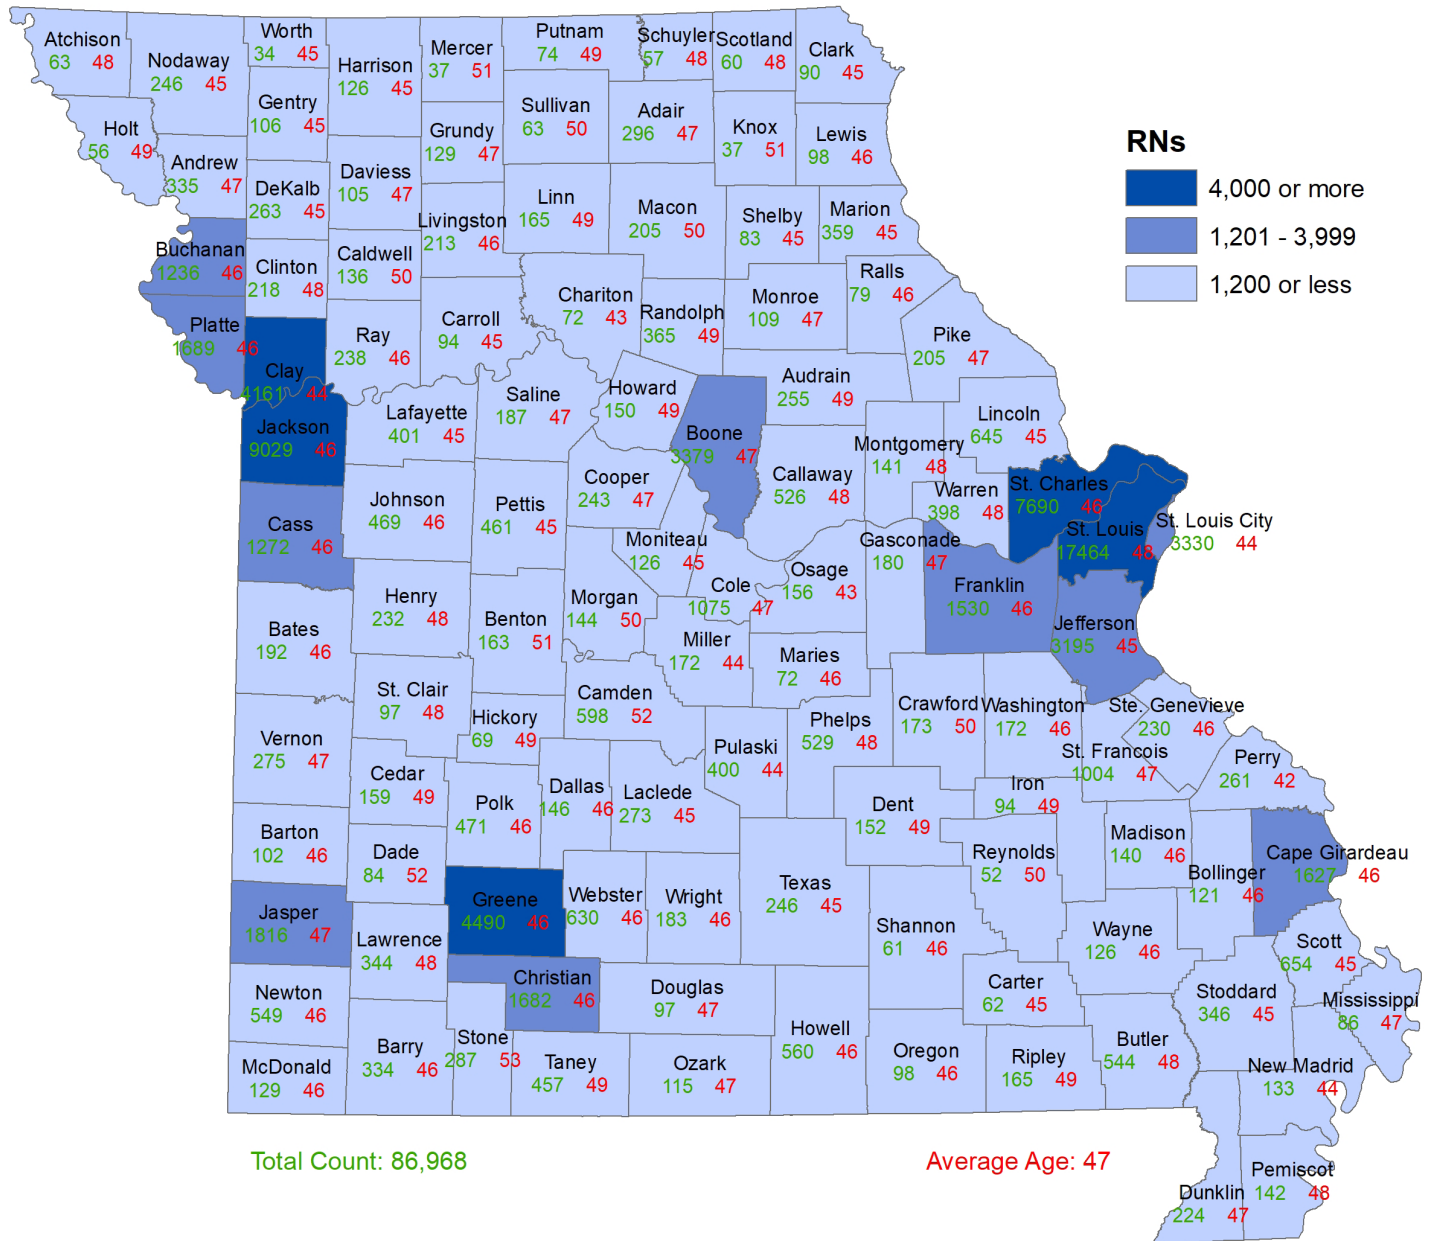 Atchison
63 48
Nodaway
246 45
Worth
34 45
Harrison
126 45
Mercer
37 51
Putnam
74 49
Schuyler
57 48
Scotland
60 48
Clark
90 45
Holt
56 49
Gentry
106 45
Grundy
129 47
Sullivan
63 50
Adair
296 47
Knox
37 51
Lewis
98 46
RNs
4,000 or more
1,201 - 3,999
1,200 or less
Andrew
335 47
DeKalb
263 45
Daviess
105 47
Livingston
213 46
Linn
165 49
Macon
205 50
Shelby
83 45
Marion
359 45
Buchanan
1236 46
Clinton
218 48
Caldwell
136 50
Chariton
72 43
Randolph
365 49
Monroe
109 47
Ralls
79 46
Platte
1689 46
Clay
4161 44
Ray
238 46
Carroll
94 45
Pike
205 47
Jackson
9029 46
Lafayette
401 45
Saline
187 47
Howard
150 49
Boone
3379 47
Audrain
255 49
Lincoln
645 45
Montgomery
141 48
Callaway
526 48
Cooper
243 47
Warren
398 48
St. Charles
7690 46
St. Louis
17464 48
St. Louis City
3330 44
Cass
1272 46
Johnson
469 46
Pettis
461 45
Moniteau
126 45
Cole
1075 47
Osage
156 43
Gasconade
180 47
Franklin
1530 46
Jefferson
3195 45
Henry
232 48
Benton
163 51
Morgan
144 50
Miller
172 44
Maries
72 46
Bates
192 46
St. Clair
97 48
Hickory
69 49
Camden
598 52
Pulaski
400 44
Phelps
529 48
Crawford
173 50
Washington
172 46
Ste. Genevieve
230 46
St. Francois
1004 47
Perry
261 42
Vernon
275 47
Cedar
159 49
Polk
471 46
Dallas
146 46
Laclede
273 45
Dent
152 49
Iron
94 49
Reynolds
52 50
Madison
140 46
Bollinger
121 46
Cape Girardeau
1627 46
Barton
102 46
Dade
84 52
Greene
4490 46
Webster
630 46
Wright
183 46
Texas
246 45
Shannon
61 46
Wayne
126 46
Scott
654 45
Jasper
1816 47
Lawrence
344 48
Christian
1682 46
Douglas
97 47
Carter
62 45
Stoddard
346 45
Mississippi
86 47
Newton
549 46
Barry
334 46
Stone
287 53
Taney
457 49
Ozark
115 47
Howell
560 46
Oregon
98 46
Ripley
165 49
Butler
544 48
New Madrid
133 44
McDonald
129 46
Pemiscot
142 48
Dunklin
224 47
Total Count: 86,968
Average Age: 47